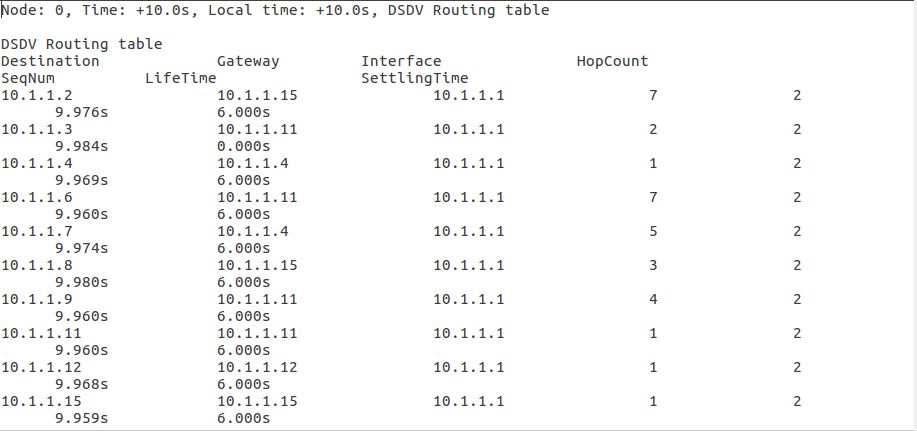 Node: 0, Time: +10.0s, Local time: +10.0s, DSDV Routing table

DSDV Routing table
Destination Gateway Interface HopCount
SeqNum LifeTime SettlingTime
10.1.1.2 10.1.1.15 10.1.1.1 7 2
9.976s 6.000s
10.1.1.3 10.1.1.11 10.1.1.1 2 2
9.984s 0.000s
10.1.1.4 10.1.1.4 10.1.1.1 1 2
9.969s 6.000s
10.1.1.6 10.1.1.11 10.1.1.1 7 2
9.960s 6.000s
10.1.1.7 10.1.1.4 10.1.1.1 5 2
9.974s 6.000s
10.1.1.8 10.1.1.15 10.1.1.1 3 2
9.980s 6.000s
10.1.1.9 10.1.1.11 10.1.1.1 4 2
9.960s 6.000s
10.1.1.11 10.1.1.11 10.1.1.1 1 2
9.960s 6.000s
10.1.1.12 10.1.1.12 10.1.1.1 1 2
9.968s 6.000s
10.1.1.15 10.1.1.15 10.1.1.1 1 2
9.959s 6.000s